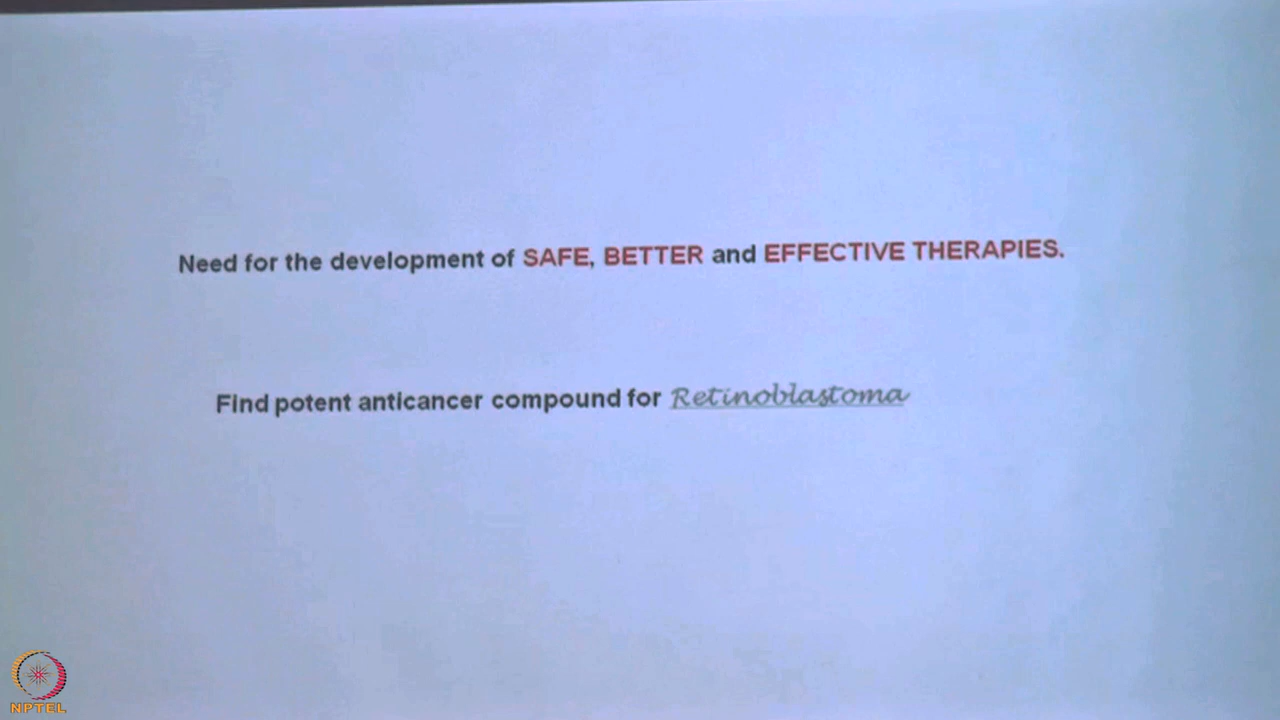 Need for the development of SAFE, BETTER and EFFECTIVE THERAPIES.
Find potent anticancer compound for Retinoblastoma
NPTEL